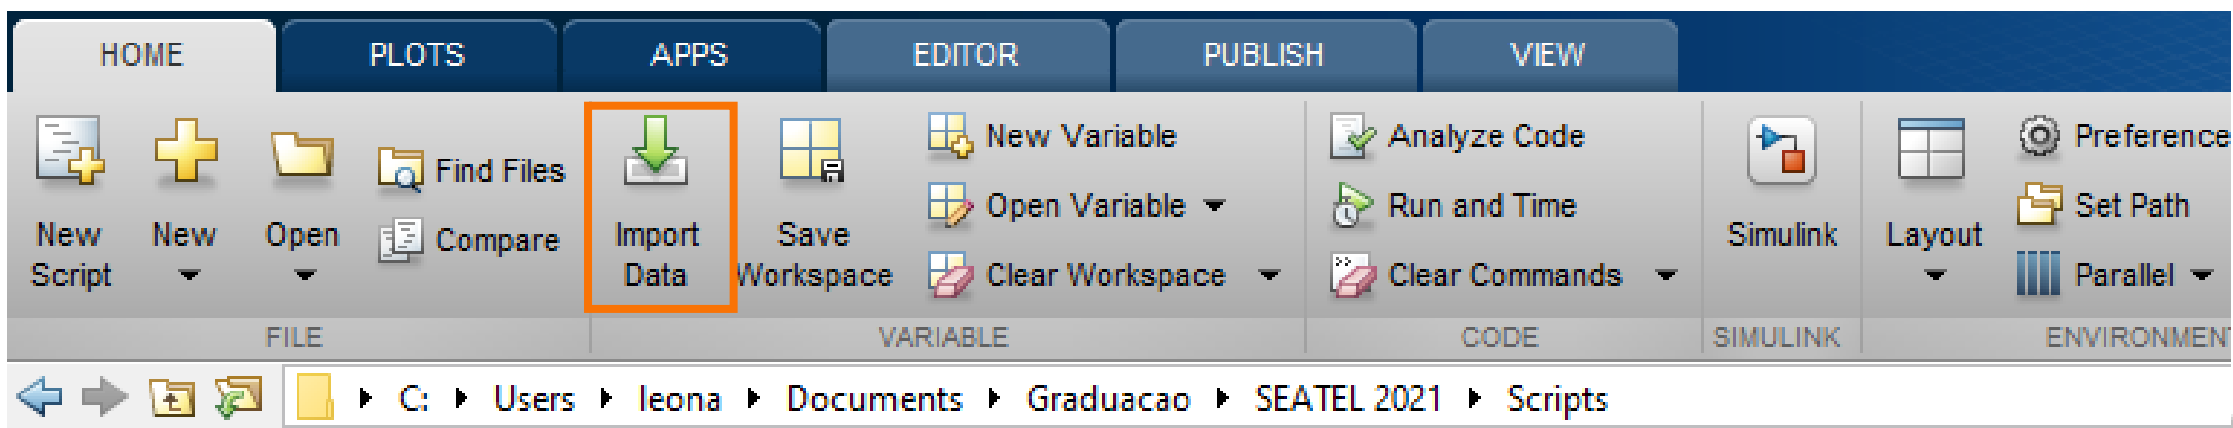 HOME PLOTS APPS EDITOR PUBLISH VIEW
New Script
New
Open
Find Files
Compare
Import Data
Save Workspace
New Variable
Open Variable
Clear Workspace
Analyze Code
Run and Time
Clear Commands
Simulink
Layout
Preference
Set Path
Parallel
FILE VARIABLE CODE SIMULINK ENVIRONMEN
C: Users leona Documents Graduacao SEATEL 2021 Scripts